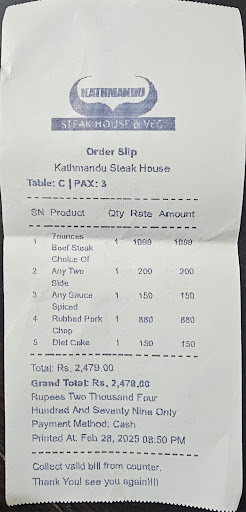 KATHMANDU
STEAK HOUSE & VEG.
Order Slip
Kathmandu Steak House
Table: C | PAX: 3
SN Product Qty Rate Amount
1 7ounces Beef Steak 1 1099 1099
Choice Of
2 Any Two Side 1 200 200
3 Any Sauce 1 150 150
Spiced
4 Rubbed Pork Chop 1 880 880
5 Diet Coke 1 150 150
Total: Rs. 2,479.00
Grand Total: Rs. 2,479.00
Rupees Two Thousand Four
Hundred And Seventy Nine Only
Payment Method: Cash
Printed At: Feb 28, 2025 08:50 PM
Collect valid bill from counter.
Thank You! see you again!!!!